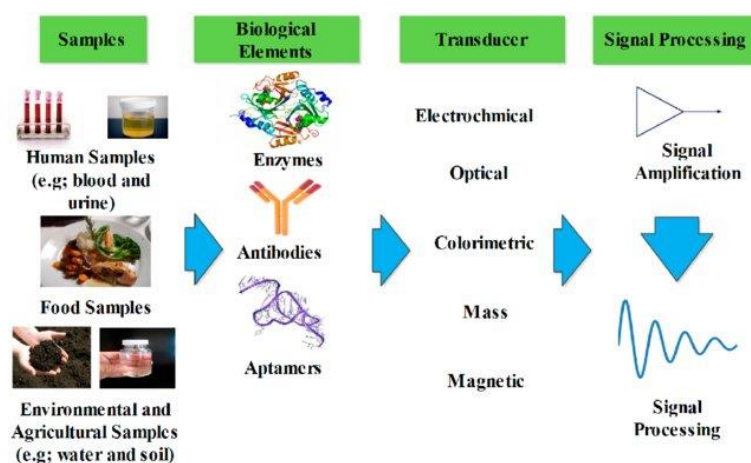 Samples
Biological
Elements
Transducer
Signal Processing
Human Samples
(e.g; blood and
urine)
Food Samples
Environmental and
Agricultural Samples
(e.g; water and soil)
Enzymes
Antibodies
Aptamers
Electrochmical
Optical
Colorimetric
Mass
Magnetic
Signal
Amplification
Signal
Processing